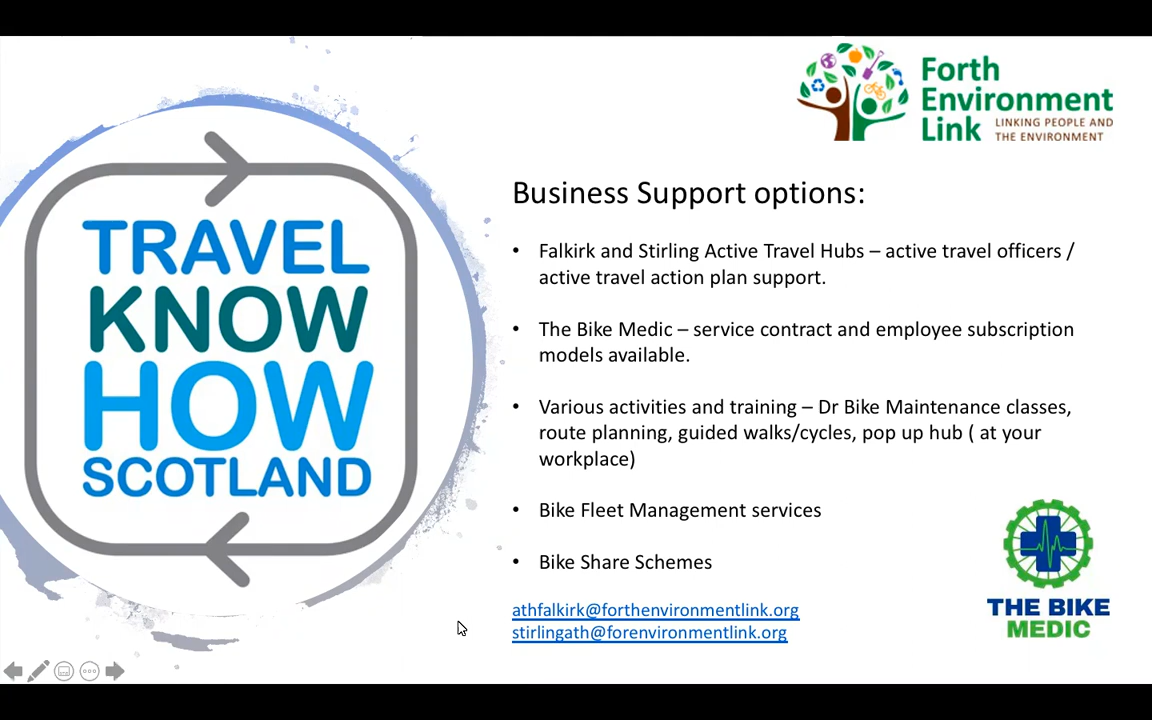 Forth
Environment
Link
LINKING PEOPLE AND
THE ENVIRONMENT
TRAVEL
KNOW
HOW
SCOTLAND
Business Support options:
• Falkirk and Stirling Active Travel Hubs – active travel officers /
active travel action plan support.
• The Bike Medic – service contract and employee subscription
models available.
• Various activities and training – Dr Bike Maintenance classes,
route planning, guided walks/cycles, pop up hub ( at your
workplace)
• Bike Fleet Management services
• Bike Share Schemes
athfalkirk@forthenvironmentlink.org
stirlingath@forenvironmentlink.org
THE BIKE
MEDIC